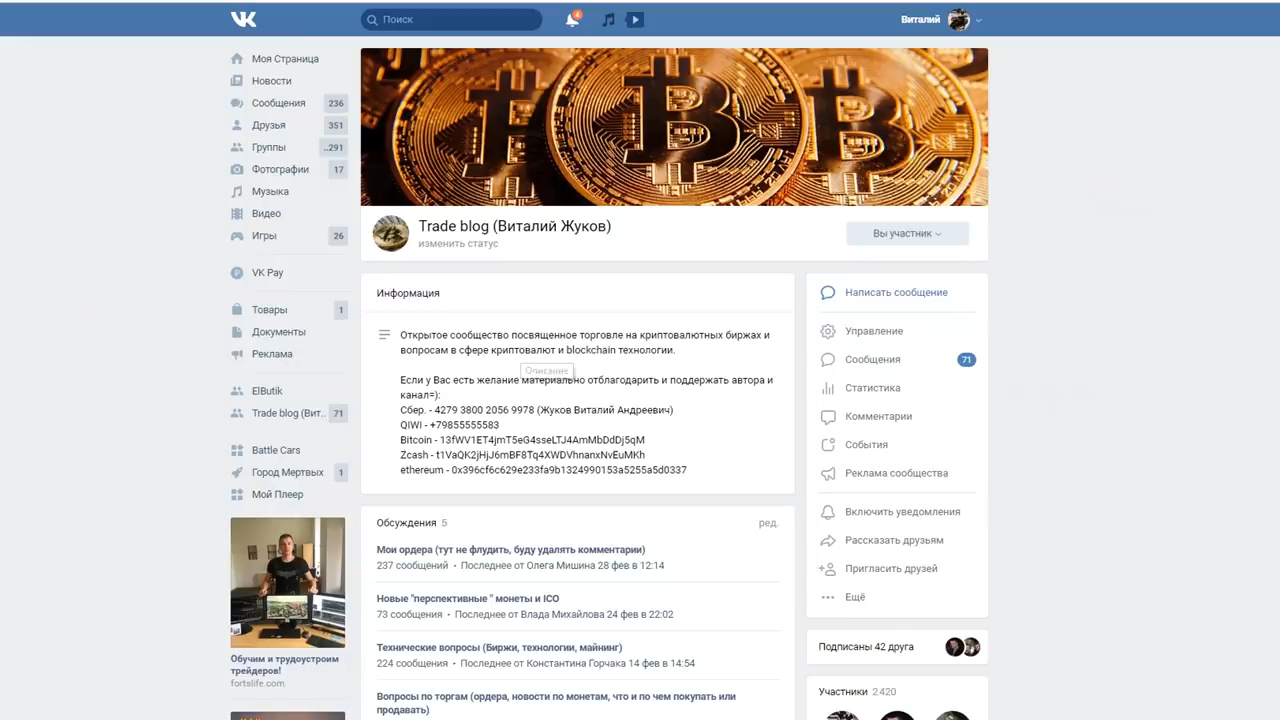 Поиск
4
Виталий
Моя Страница
Новости
Сообщения 236
Друзья 351
Группы ..291
Фотографии 17
Музыка
Видео
Игры 26
VK Pay
Товары 1
Документы
Реклама
ElButik
Trade blog (Вит.. 71
Battle Cars
Город Мертвых 1
Мой Плеер
Обучим и трудоустроим
трейдеров!
fortslife.com
Trade blog (Виталий Жуков)
изменить статус
Вы участник
Информация
Открытое сообщество посвященное торговле на криптовалютных биржах и
вопросам в сфере криптовалют и blockchain технологии.
Описание
Если у Вас есть желание материально отблагодарить и поддержать автора и
канал=):
Сбер. - 4279 3800 2056 9978 (Жуков Виталий Андреевич)
QIWI - +79855555583
Bitcoin - 13fWV1ET4jmT5eG4sseLTJ4AmMbDdDj5qM
Zcash - t1VaQK2jHjJ6mBF8Tq4XWDVhnanxNvEuMKh
ethereum - 0x396cf6c629e233fa9b1324990153a5255a5d0337
Обсуждения 5
ред.
Мои ордера (тут не флудить, буду удалять комментарии)
237 сообщений • Последнее от Олега Мишина 28 фев в 12:14
Новые "перспективные " монеты и ICO
73 сообщения • Последнее от Влада Михайлова 24 фев в 22:02
Технические вопросы (Биржи, технологии, майнинг)
224 сообщения • Последнее от Константина Горчака 14 фев в 14:54
Вопросы по торгам (ордера, новости по монетам, что и по чем покупать или
продавать)
Написать сообщение
Управление
Сообщения 71
Статистика
Комментарии
События
Реклама сообщества
Включить уведомления
Рассказать друзьям
Пригласить друзей
Ещё
Подписаны 42 друга
Участники 2 420